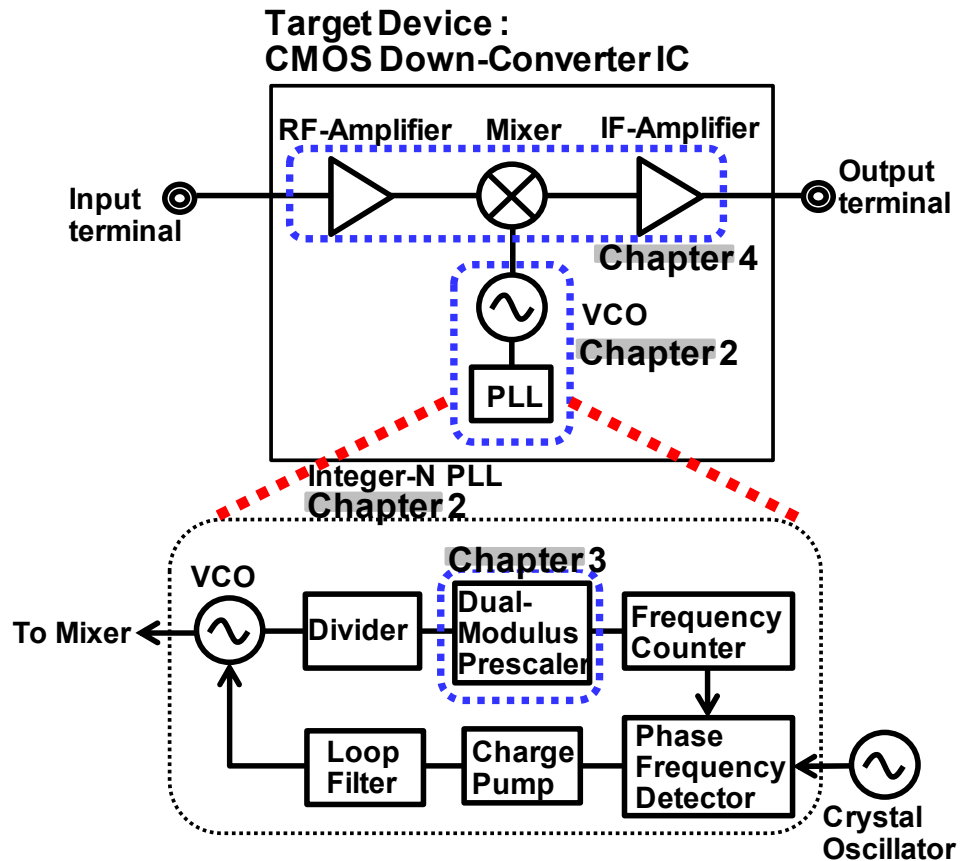 Target Device :
CMOS Down-Converter IC
RF-Amplifier
Mixer
IF-Amplifier
Input
terminal
Output
terminal
Chapter 4
VCO
Chapter 2
PLL
Integer-N PLL
Chapter 2
Chapter 3
VCO
To Mixer
Divider
Dual-
Modulus
Prescaler
Frequency
Counter
Loop
Filter
Charge
Pump
Phase
Frequency
Detector
Crystal
Oscillator